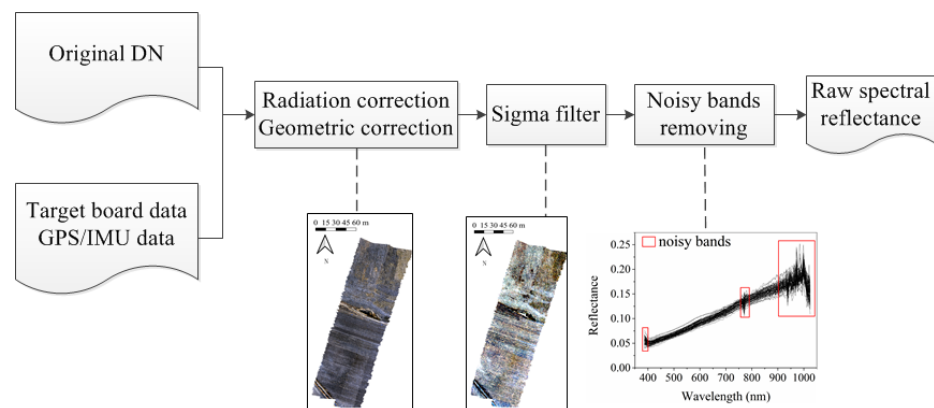 Original DN
Target board data
GPS/IMU data
Radiation correction
Geometric correction
Sigma filter
Noisy bands
removing
Raw spectral
reflectance
0 15 30 45 60 m
N
0 15 30 45 60 m
N
noisy bands
Reflectance
0.25
0.20
0.15
0.10
0.05
0.00
400 500 600 700 800 900 1000
Wavelength (nm)